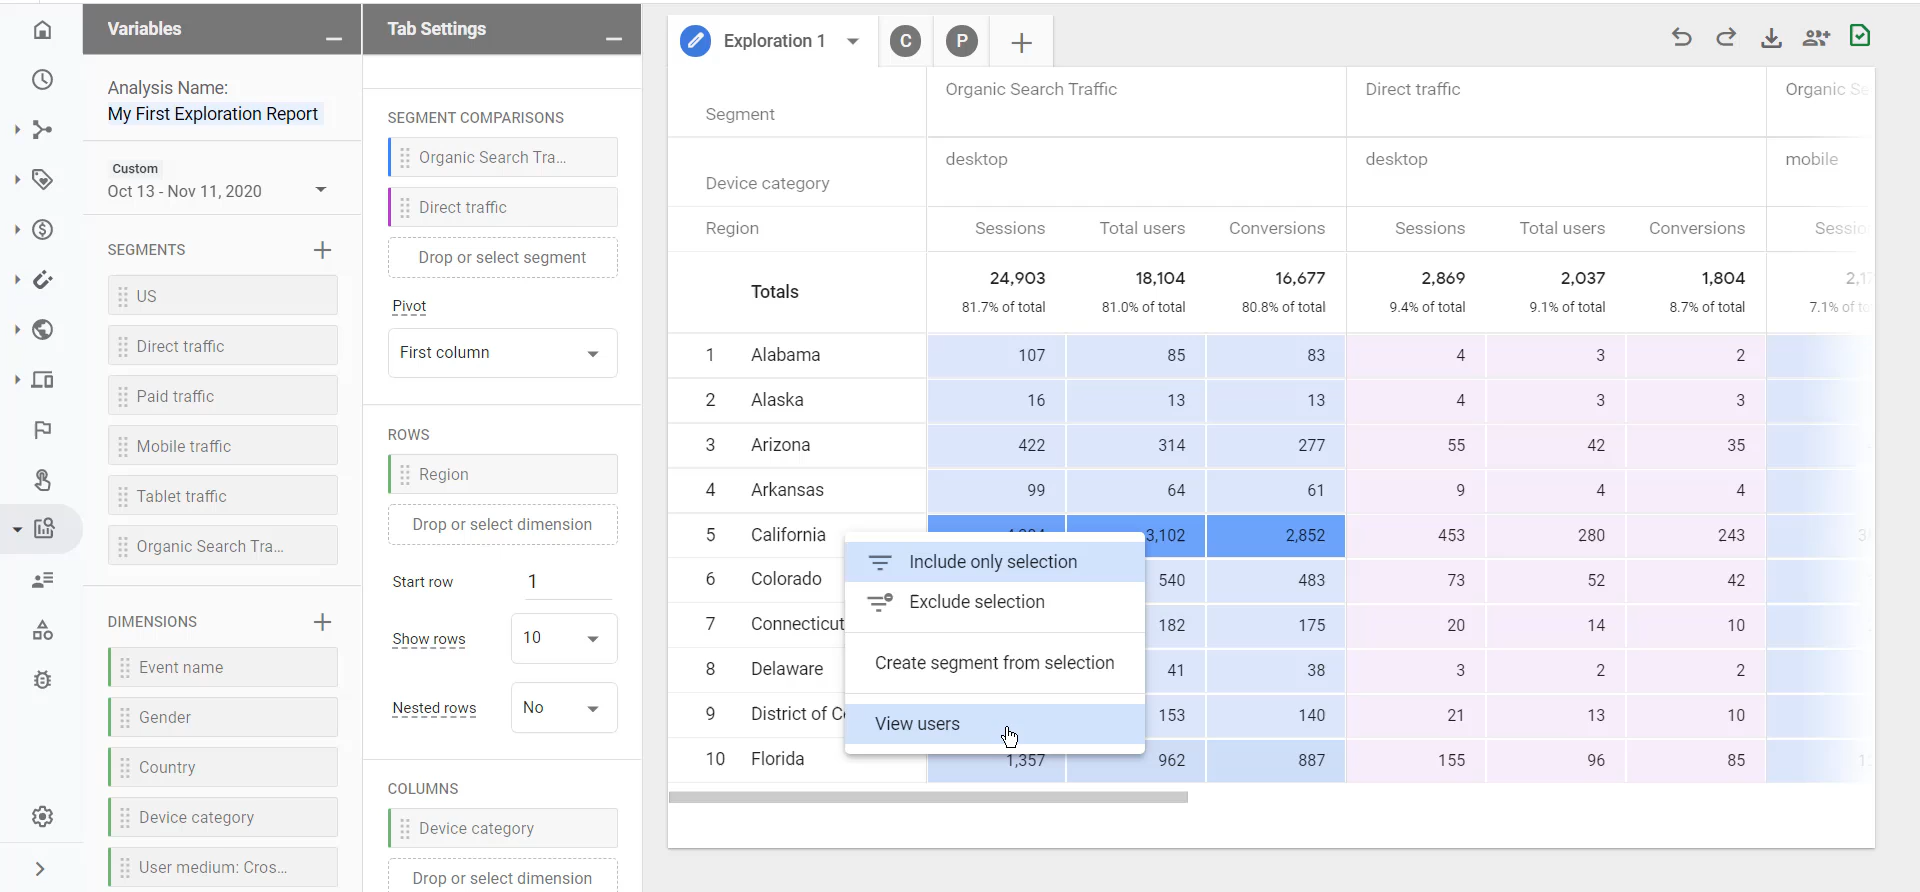 Variables
Analysis Name:
My First Exploration Report
Custom
Oct 13 - Nov 11, 2020
SEGMENTS
US
Direct traffic
Paid traffic
Mobile traffic
Tablet traffic
Organic Search Tra...
DIMENSIONS
Event name
Gender
Country
Device category
User medium: Cros...
Tab Settings
SEGMENT COMPARISONS
Organic Search Tra...
Direct traffic
Drop or select segment
Pivot
First column
ROWS
Region
Drop or select dimension
Start row 1
Show rows 10
Nested rows No
COLUMNS
Device category
Drop or select dimension
Exploration 1 C P
Segment Organic Search Traffic Direct traffic Organic
Device category desktop desktop mobile
Region Sessions Total users Conversions Sessions Total users Conversions
Totals 24,903 18,104 16,677 2,869 2,037 1,804
81.7% of total 81.0% of total 80.8% of total 9.4% of total 9.1% of total 8.7% of total 7.1% of
1 Alabama 107 85 83 4 3 2
2 Alaska 16 13 13 4 3 3
3 Arizona 422 314 277 55 42 35
4 Arkansas 99 64 61 9 4 4
5 California 3,102 2,852 453 280 243
6 Colorado 540 483 73 52 42
7 Connecticut 182 175 20 14 10
8 Delaware 41 38 3 2 2
9 District of 153 140 21 13 10
10 Florida 1,357 962 887 155 96 85
Include only selection
Exclude selection
Create segment from selection
View users